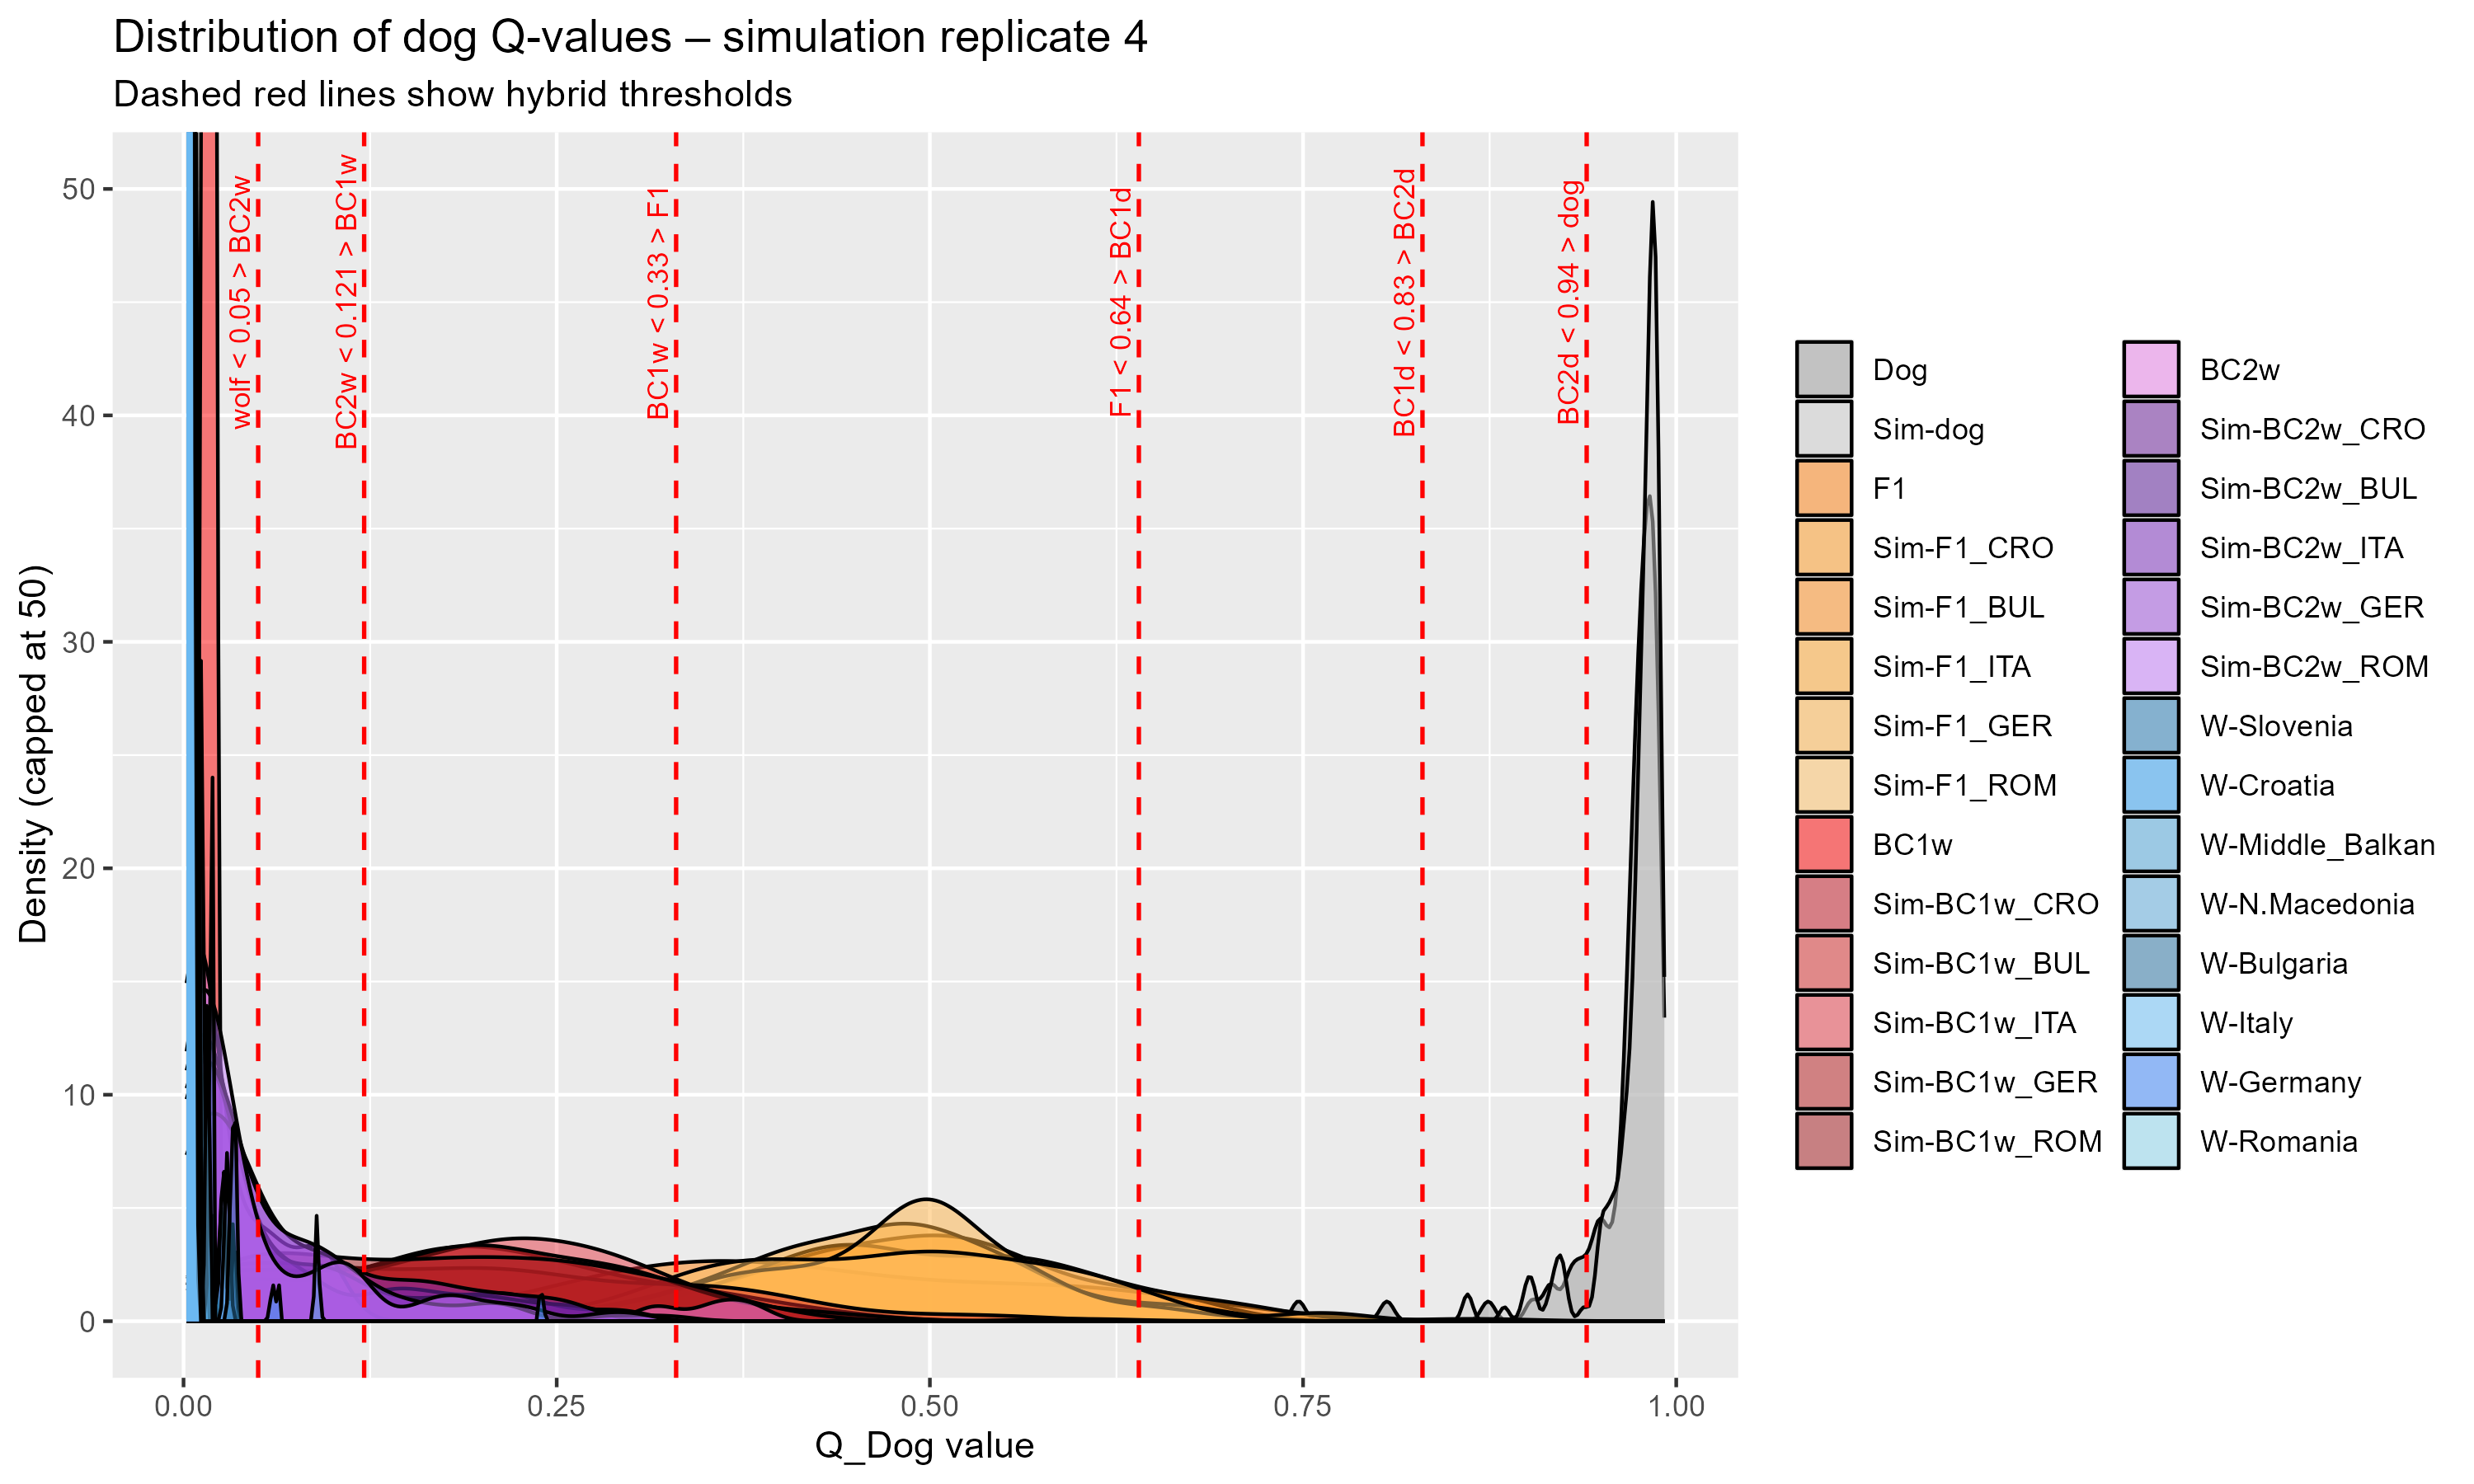 Distribution of dog Q-values – simulation replicate 4
Dashed red lines show hybrid thresholds
Density (capped at 50)
50
40
30
20
10
0
wolf < 0.05 > BC2w
BC2w < 0.121 > BC1w
BC1w < 0.33 > F1
F1 < 0.64 > BC1d
BC1d < 0.83 > BC2d
BC2d < 0.94 > dog
0.00
0.25
0.50
0.75
1.00
Q_Dog value
Dog
Sim-dog
F1
Sim-F1_CRO
Sim-F1_BUL
Sim-F1_ITA
Sim-F1_GER
Sim-F1_ROM
BC1w
Sim-BC1w_CRO
Sim-BC1w_BUL
Sim-BC1w_ITA
Sim-BC1w_GER
Sim-BC1w_ROM
BC2w
Sim-BC2w_CRO
Sim-BC2w_BUL
Sim-BC2w_ITA
Sim-BC2w_GER
Sim-BC2w_ROM
W-Slovenia
W-Croatia
W-Middle_Balkan
W-N.Macedonia
W-Bulgaria
W-Italy
W-Germany
W-Romania